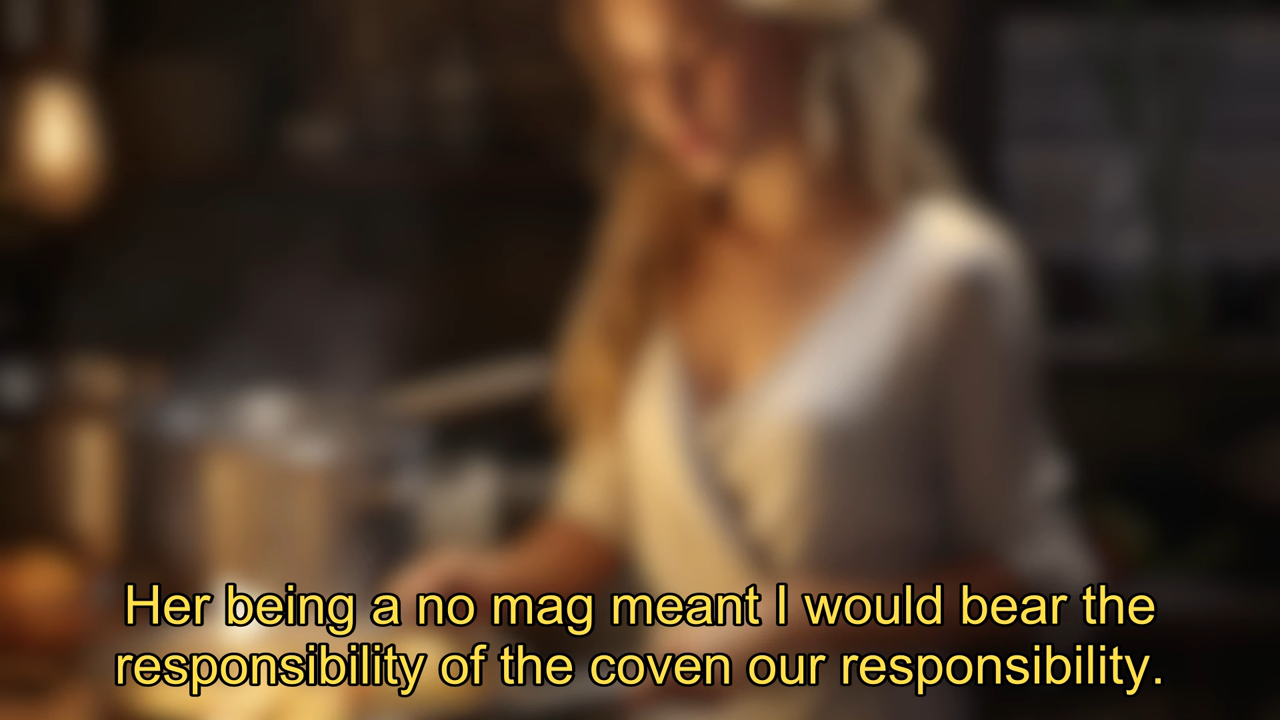 Her being a no mag meant I would bear the
responsibility of the coven our responsibility.